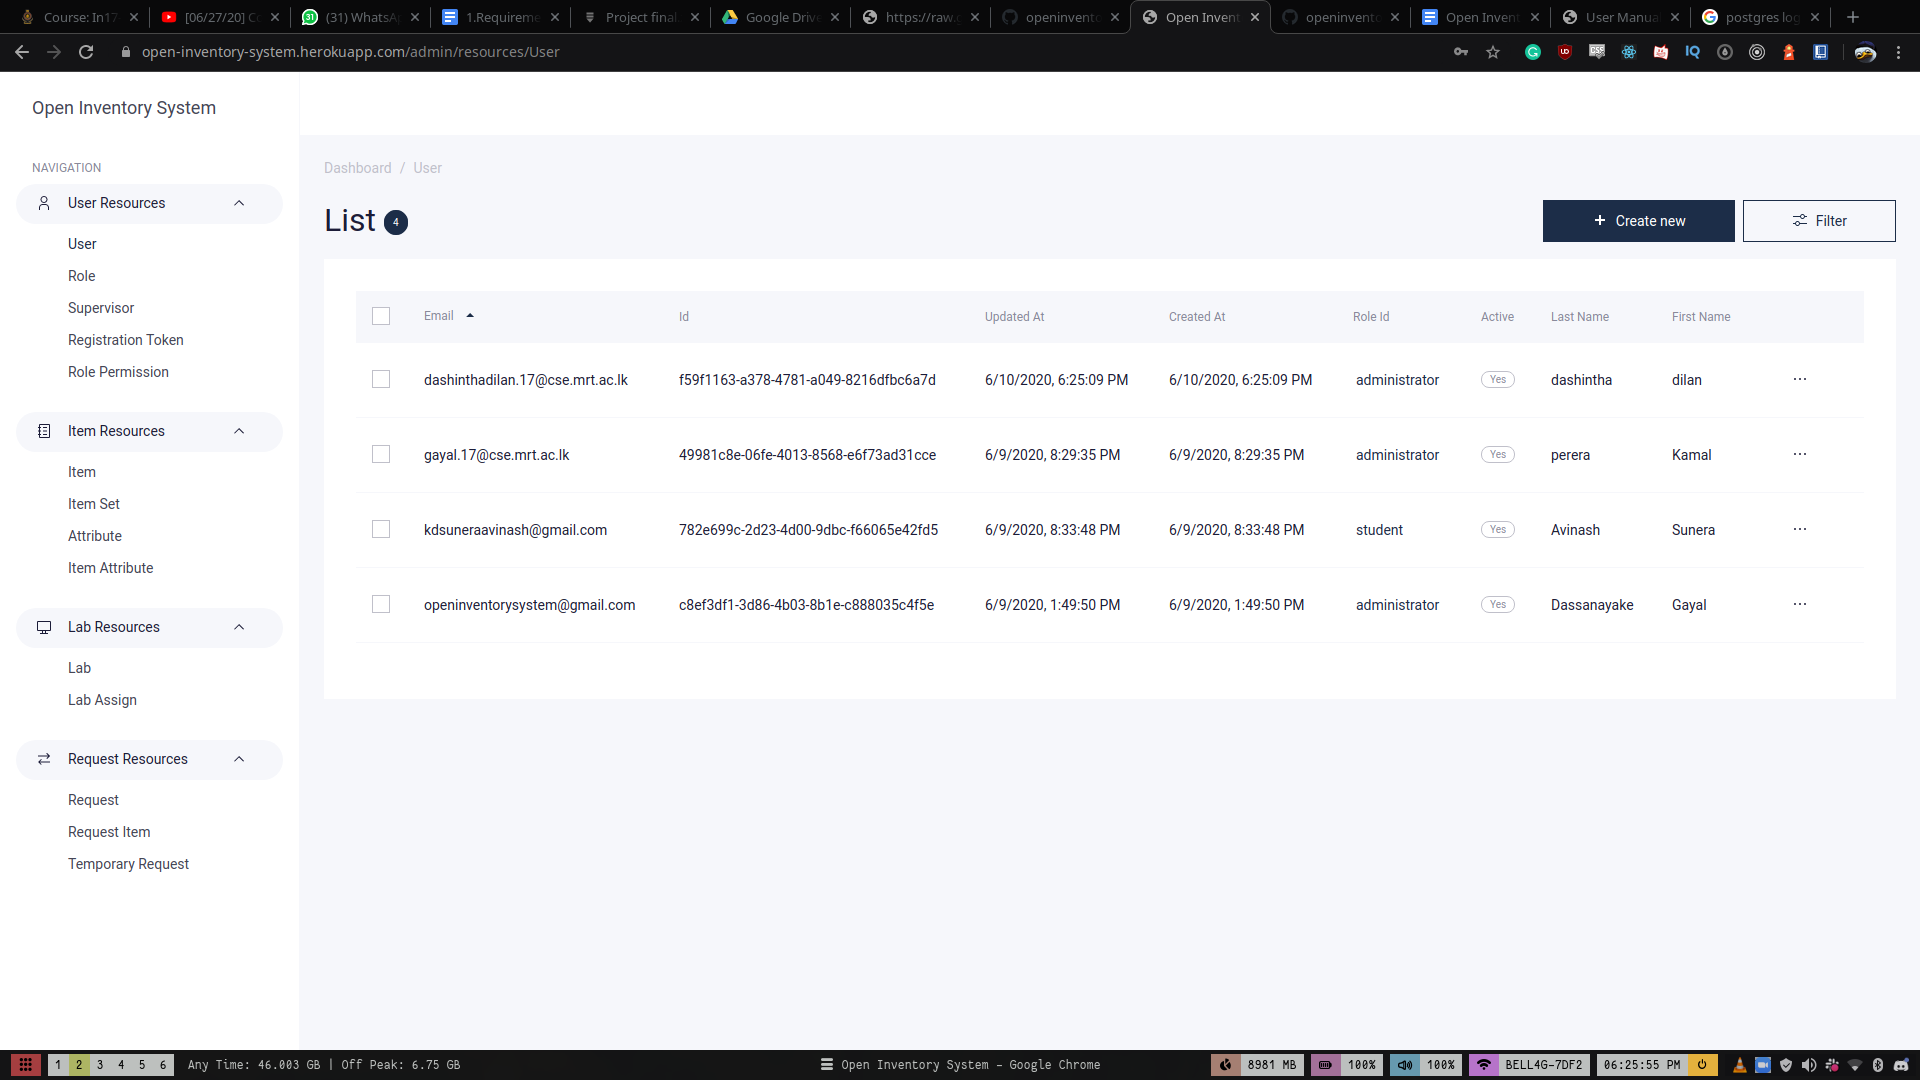 Course: In17
[06/27/20] Co
(31) WhatsA
1.Requireme
Project final
Google Drive
https://raw.g
openinvento
Open Invent
openinvento
Open Invent
User Manua
postgres log
open-inventory-system.herokuapp.com/admin/resources/User
Open Inventory System
NAVIGATION
User Resources
User
Role
Supervisor
Registration Token
Role Permission
Item Resources
Item
Item Set
Attribute
Item Attribute
Lab Resources
Lab
Lab Assign
Request Resources
Request
Request Item
Temporary Request
Dashboard / User
List 4
+ Create new
Filter
Email Id Updated At Created At Role Id Active Last Name First Name
dashinthadilan.17@cse.mrt.ac.lk f59f1163-a378-4781-a049-8216dfbc6a7d 6/10/2020, 6:25:09 PM 6/10/2020, 6:25:09 PM administrator Yes dashintha dilan ...
gayal.17@cse.mrt.ac.lk 49981c8e-06fe-4013-8568-e6f73ad31cce 6/9/2020, 8:29:35 PM 6/9/2020, 8:29:35 PM administrator Yes perera Kamal ...
kdsuneraavinash@gmail.com 782e699c-2d23-4d00-9dbc-f66065e42fd5 6/9/2020, 8:33:48 PM 6/9/2020, 8:33:48 PM student Yes Avinash Sunera ...
openinventorysystem@gmail.com c8ef3df1-3d86-4b03-8b1e-c888035c4f5e 6/9/2020, 1:49:50 PM 6/9/2020, 1:49:50 PM administrator Yes Dassanayake Gayal ...
1 2 3 4 5 6 Any Time: 46.003 GB | Off Peak: 6.75 GB Open Inventory System - Google Chrome 8981 MB 100% 100% BELL4G-7DF2 06:25:55 PM